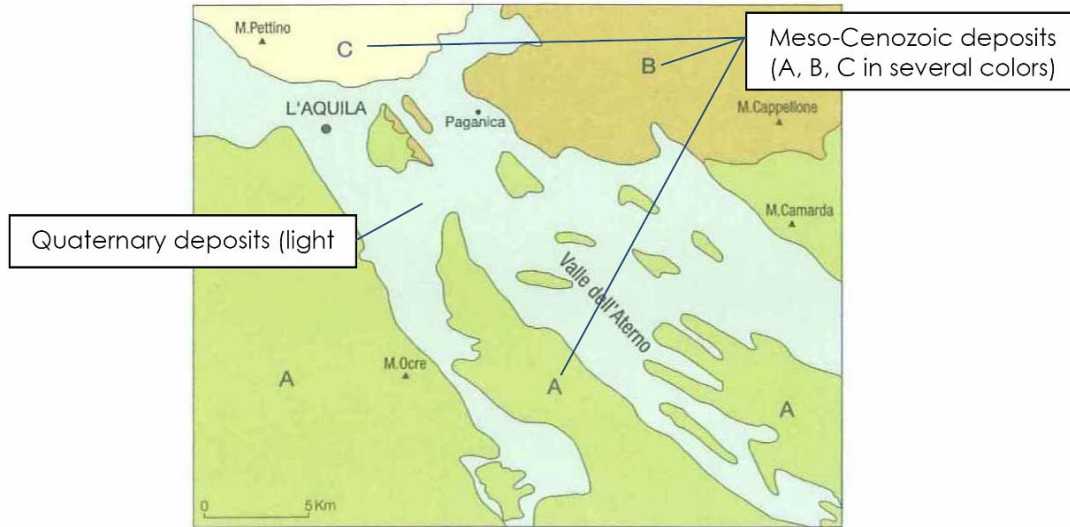 M.Pettino
C
Meso-Cenozoic deposits
(A, B, C in several colors)
B
L'AQUILA
Paganica
M.Cappellone
M.Camarda
Quaternary deposits (light
Valle dell'Aterno
M.Ocre
A
A
A
0 5Km